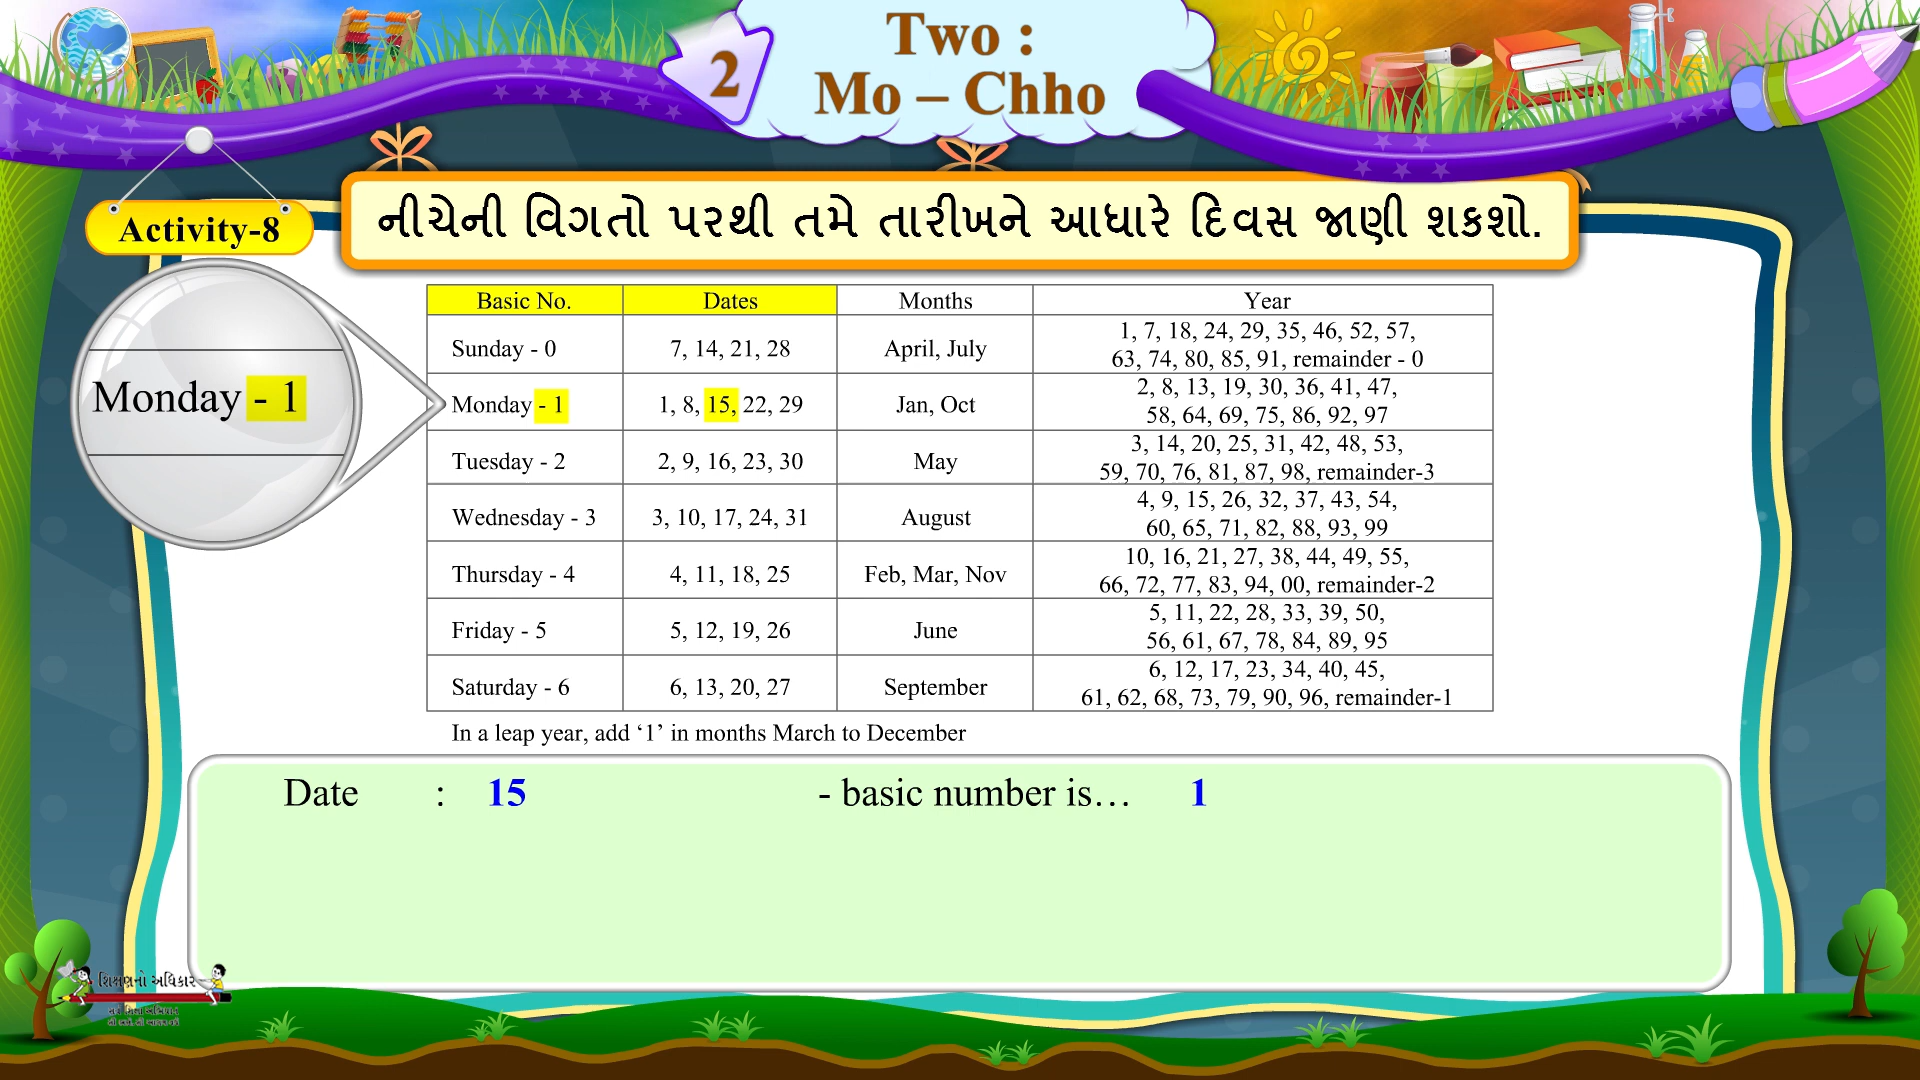 2
Two :
Mo – Chho
Activity-8
નીચેની વિગતો પરથી તમે તારીખને આધારે દિવસ જાણી શકશો.
Monday - 1
Basic No. Dates Months Year
Sunday - 0 7, 14, 21, 28 April, July 1, 7, 18, 24, 29, 35, 46, 52, 57,
63, 74, 80, 85, 91, remainder - 0
Monday - 1 1, 8, 15, 22, 29 Jan, Oct 2, 8, 13, 19, 30, 36, 41, 47,
58, 64, 69, 75, 86, 92, 97
Tuesday - 2 2, 9, 16, 23, 30 May 3, 14, 20, 25, 31, 42, 48, 53,
59, 70, 76, 81, 87, 98, remainder-3
Wednesday - 3 3, 10, 17, 24, 31 August 4, 9, 15, 26, 32, 37, 43, 54,
60, 65, 71, 82, 88, 93, 99
Thursday - 4 4, 11, 18, 25 Feb, Mar, Nov 10, 16, 21, 27, 38, 44, 49, 55,
66, 72, 77, 83, 94, 00, remainder-2
Friday - 5 5, 12, 19, 26 June 5, 11, 22, 28, 33, 39, 50,
56, 61, 67, 78, 84, 89, 95
Saturday - 6 6, 13, 20, 27 September 6, 12, 17, 23, 34, 40, 45,
61, 62, 68, 73, 79, 90, 96, remainder-1
In a leap year, add ‘1’ in months March to December
Date : 15 - basic number is… 1
શિક્ષણનો અધિકાર